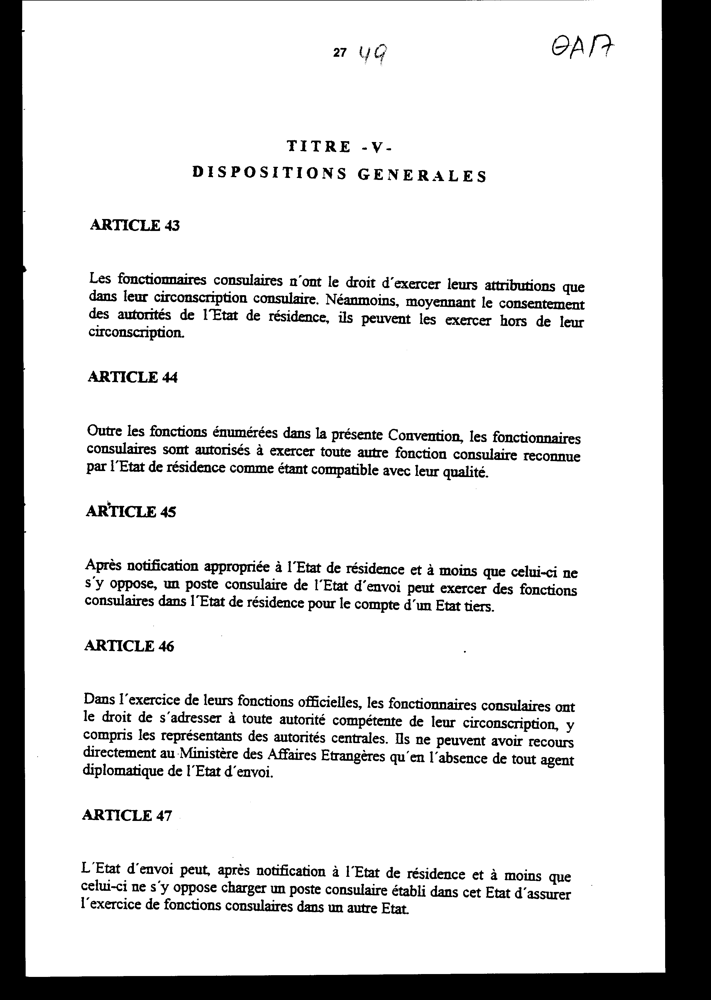 27 49
TITRE -V-
DISPOSITIONS GENERALES
ARTICLE 43
Les fonctionnaires consulaires n´ont le droit d´exercer leurs attributions que
dans leur circonscription consulaire. Néanmoins, moyennant le consentement
des autorités de l´Etat de résidence, ils peuvent les exercer hors de leur
circonscription.
ARTICLE 44
Outre les fonctions énumérées dans la présente Convention, les fonctionnaires
consulaires sont autorisés à exercer toute autre fonction consulaire reconnue
par l´Etat de résidence comme étant compatible avec leur qualité.
ARTICLE 45
Après notification appropriée à l´Etat de résidence et à moins que celui-ci ne
s´y oppose, un poste consulaire de l´Etat d´envoi peut exercer des fonctions
consulaires dans l´Etat de résidence pour le compte d´un Etat tiers.
ARTICLE 46
Dans l´exercice de leurs fonctions officielles, les fonctionnaires consulaires ont
le droit de s´adresser à toute autorité compétente de leur circonscription, y
compris les représentants des autorités centrales. Ils ne peuvent avoir recours
directement au Ministère des Affaires Etrangères qu´en l´absence de tout agent
diplomatique de l´Etat d´envoi.
ARTICLE 47
L´Etat d´envoi peut, après notification à l´Etat de résidence et à moins que
celui-ci ne s´y oppose charger un poste consulaire établi dans cet Etat d´assurer
l´exercice de fonctions consulaires dans un autre Etat.